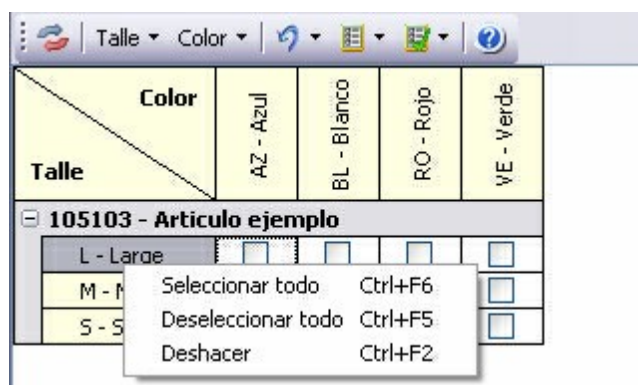 Talle Color
Color
Talle
AZ - Azul
BL - Blanco
RO - Rojo
VE - Verde
105103 - Articulo ejemplo
L - Large
M -
S - S
Seleccionar todo Ctrl+F6
Deseleccionar todo Ctrl+F5
Deshacer Ctrl+F2